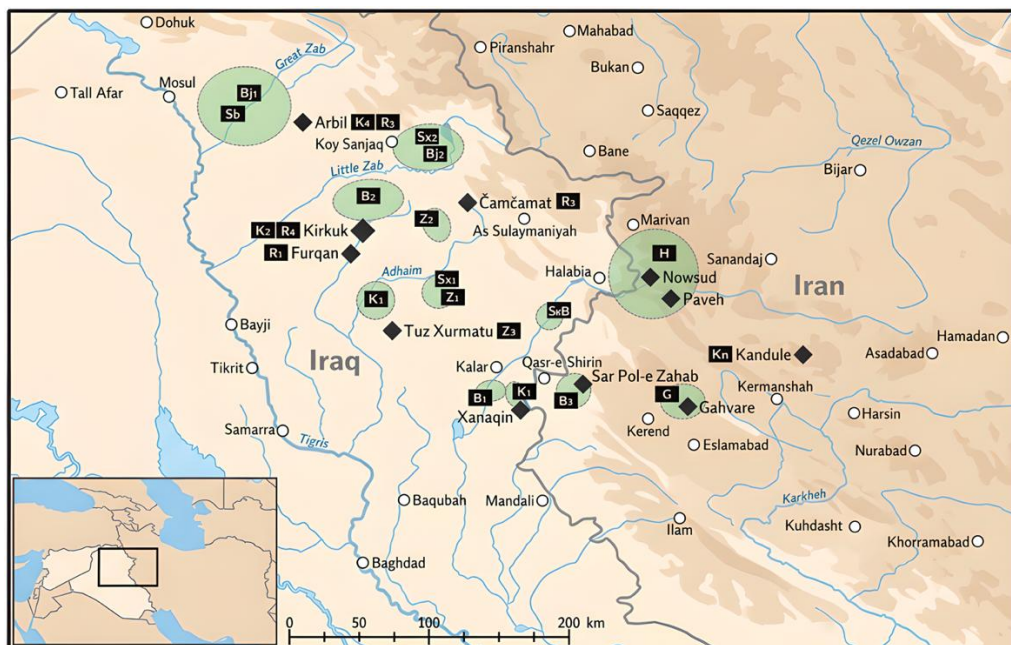 Dohuk
Mahabad
Piranshahr
Great Zab
Bukan
Mosul
Tall Afar
Bj1
Sb
Saqqez
Arbil K4 R3
Koy Sanjaq
Sx2
Bj2
Qezel Owzan
Bane
Little Zab
Bijar
B2
Čamčamat R3
Z2
As Sulaymaniyah
Marivan
K2 R4 Kirkuk
R1 Furqan
H
Sanandaj
Adhaim
Sx1
Halabia
Nowsud
Iran
K1
Z1
Paveh
SKB
Bayji
Tuz Xurmatu Z3
Hamadan
Iraq
Kn Kandule
Asadabad
Tikrit
Kalar
Qasr-e Shirin
Sar Pol-e Zahab
B1
K1
B3
G
Kermanshah
Xanaqin
Gahvare
Harsin
Samarra
Kerend
Tigris
Eslamabad
Nurabad
Baqubah
Mandali
Karkheh
Ilam
Kuhdasht
Khorramabad
Baghdad
0 50 100 200 km